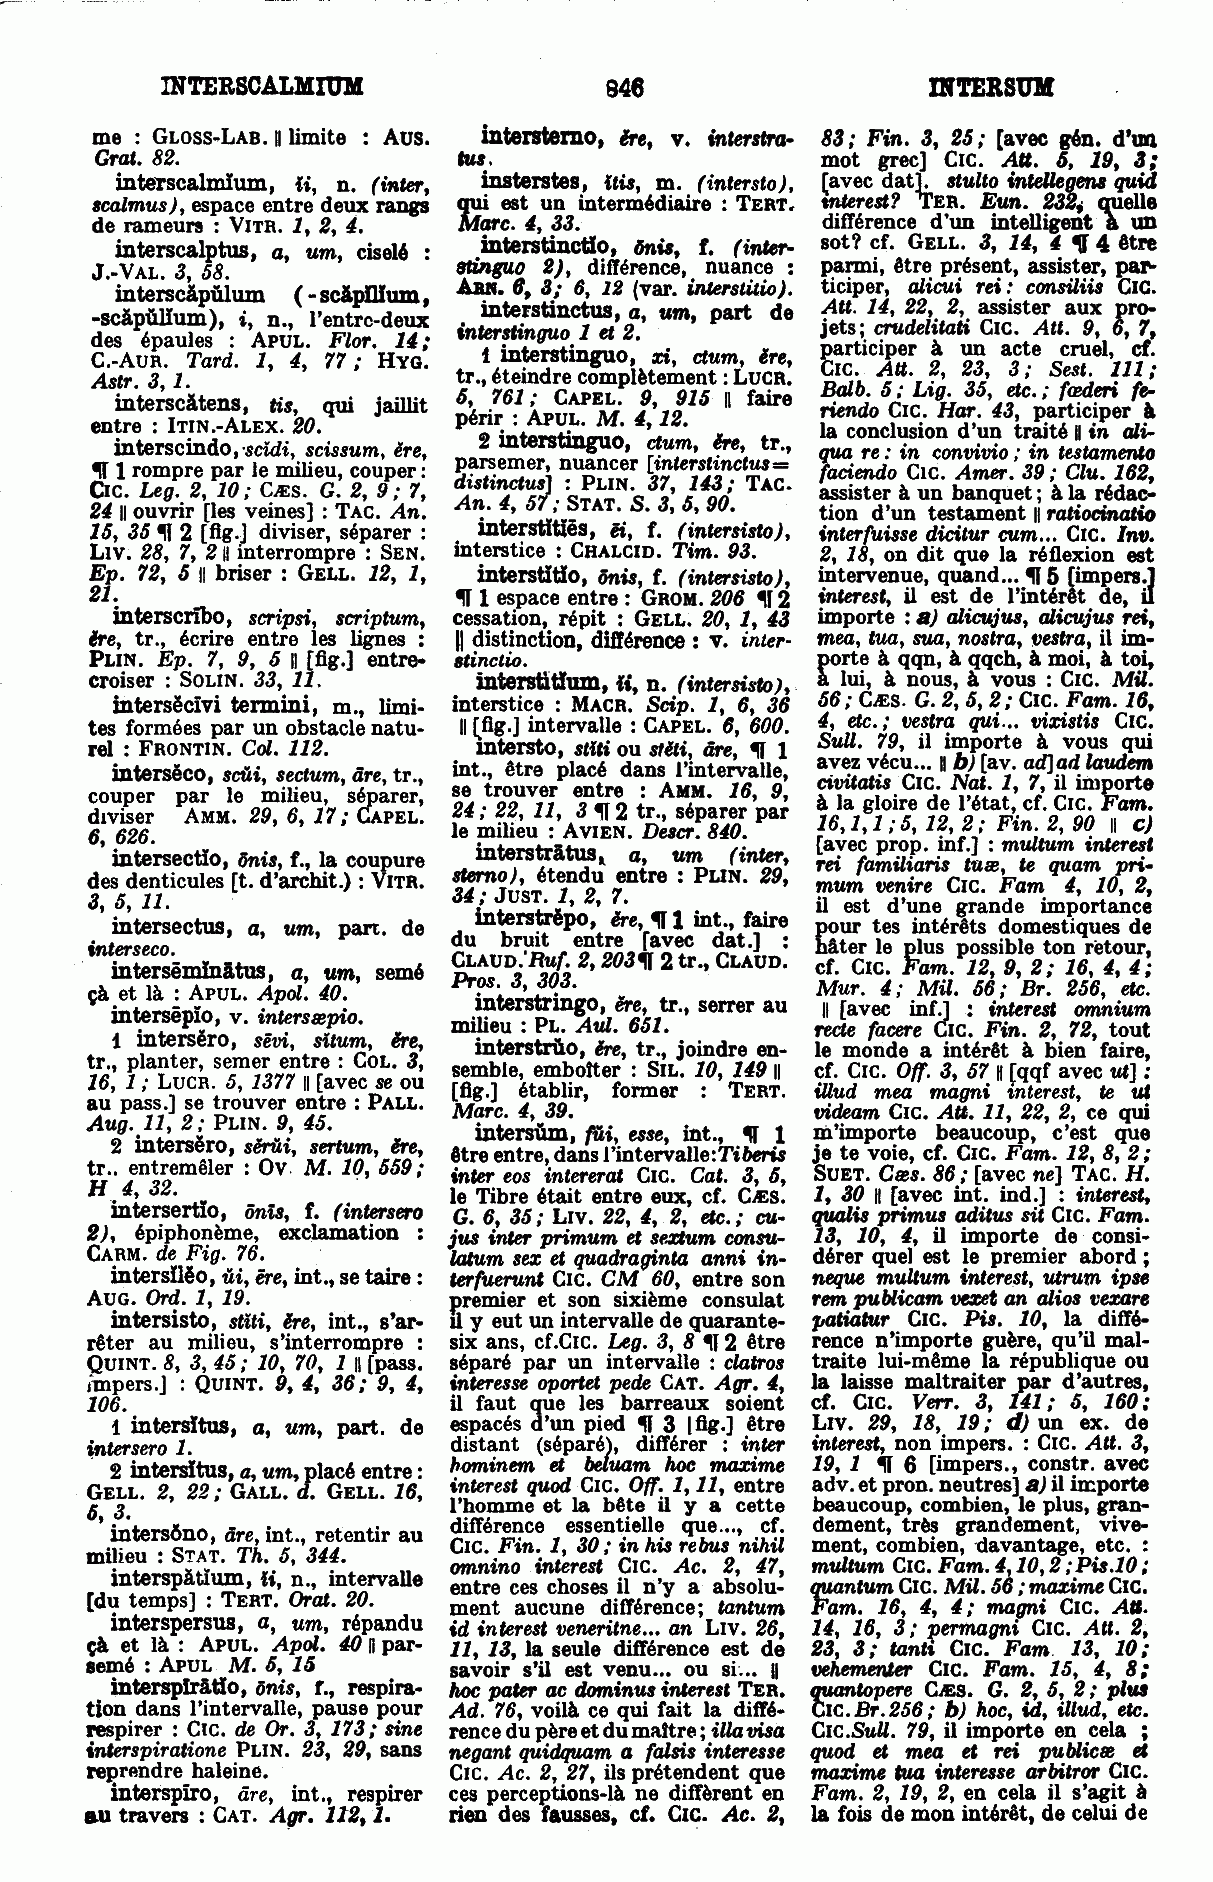 INTERSCALMIUM 846 INTERSUM
me : GLOSS-LAB. ‖ limite : AUS.
Grat. 82.
interscalmĭum, ĭi, n. (inter,
scalmus), espace entre deux rangs
de rameurs : VITR. 1, 2, 4.
interscalptus, a, um, ciselé :
J.-VAL. 3, 58.
interscăpŭlum (-scăpĭlĭum,
-scăpŭlĭum), i, n., l'entre-deux
des épaules : APUL. Flor. 14;
C.-AUR. Tard. 1, 4, 77 ; HYG.
Astr. 3, 1.
interscătens, tis, qui jaillit
entre : ITIN.-ALEX. 20.
interscindo, scĭdi, scissum, ĕre,
¶ 1 rompre par le milieu, couper :
CIC. Leg. 2, 10 ; CÆS. G. 2, 9 ; 7,
24 ‖ ouvrir [les veines] : TAC. An.
15, 35 ¶ 2 [fig.] diviser, séparer :
LIV. 28, 7, 2 ‖ interrompre : SEN.
Ep. 72, 5 ‖ briser : GELL. 12, 1,
21.
interscrībo, scripsi, scriptum,
ĕre, tr., écrire entre les lignes :
PLIN. Ep. 7, 9, 5 ‖ [fig.] entre-
croiser : SOLIN. 33, 11.
intersĕcīvi termini, m., limi-
tes formées par un obstacle natu-
rel : FRONTIN. Col. 112.
intersĕco, scŭi, sectum, āre, tr.,
couper par le milieu, séparer,
diviser AMM. 29, 6, 17 ; CAPEL.
6, 626.
intersectĭo, ōnis, f., la coupure
des denticules [t. d'archit.) : VITR.
3, 5, 11.
intersectus, a, um, part. de
interseco.
intersēmĭnātus, a, um, semé
çà et là : APUL. Apol. 40.
intersēpĭo, v. intersæpio.
1 intersĕro, sēvi, sĭtum, ĕre,
tr., planter, semer entre : COL. 3,
16, 1 ; LUCR. 5, 1377 ‖ [avec se ou
au pass.] se trouver entre : PALL.
Aug. 11, 2 ; PLIN. 9, 45.
2 intersĕro, sĕrŭi, sertum, ĕre,
tr.. entremêler : OV. M. 10, 559 ;
H 4, 32.
intersertĭo, ōnis, f. (intersero
2), épiphonème, exclamation :
CARM. de Fig. 76.
intersĭlĕo, ŭi, ēre, int., se taire :
AUG. Ord. 1, 19.
intersisto, stĭti, ĕre, int., s'ar-
rêter au milieu, s'interrompre :
QUINT. 8, 3, 45 ; 10, 70, 1 ‖ [pass.
impers.] : QUINT. 9, 4, 36 ; 9, 4,
106.
1 intersĭtus, a, um, part. de
intersero 1.
2 intersĭtus, a, um, placé entre :
GELL. 2, 22 ; GALL. d. GELL. 16,
5, 3.
intersŏno, āre, int., retentir au
milieu : STAT. Th. 5, 344.
interspătĭum, ĭi, n., intervalle
[du temps] : TERT. Orat. 20.
interspersus, a, um, répandu
çà et là : APUL. Apol. 40 ‖ par-
semé : APUL M. 5, 15
interspīrātĭo, ōnis, f., respira-
tion dans l'intervalle, pause pour
respirer : CIC. de Or. 3, 173 ; sine
interspiratione PLIN. 23, 29, sans
reprendre haleine.
interspīro, āre, int., respirer
au travers : CAT. Agr. 112, 1.
intersterno, ĕre, v. interstra-
tus.
insterstes, ĭtis, m. (intersto),
qui est un intermédiaire : TERT.
Marc. 4, 33.
interstinctĭo, ōnis, f. (inter-
stinguo 2), différence, nuance :
ARN. 6, 3 ; 6, 12 (var. interstitio).
interstinctus, a, um, part de
interstinguo 1 et 2.
1 interstinguo, xi, ctum, ĕre,
tr., éteindre complètement : LUCR.
5, 761 ; CAPEL. 9, 915 ‖ faire
périr : APUL. M. 4, 12.
2 interstinguo, ctum, ĕre, tr.,
parsemer, nuancer [interstinctus=
distinctus] : PLIN. 37, 143 ; TAC.
An. 4, 57 ; STAT. S. 3, 5, 90.
interstĭtĭēs, ēi, f. (intersisto),
interstice : CHALCID. Tim. 93.
interstĭtĭo, ōnis, f. (intersisto),
¶ 1 espace entre : GROM. 206 ¶ 2
cessation, répit : GELL. 20, 1, 43
‖ distinction, différence : v. inter-
stinctio.
interstĭtĭum, ĭi, n. (intersisto),
interstice : MACR. Scip. 1, 6, 36
‖ [fig.] intervalle : CAPEL. 6, 600.
intersto, stĭti ou stĕti, āre, ¶ 1
int., être placé dans l'intervalle,
se trouver entre : AMM. 16, 9,
24 ; 22, 11, 3 ¶ 2 tr., séparer par
le milieu : AVIEN. Descr. 840.
interstrātus, a, um (inter,
sterno), étendu entre : PLIN. 29,
34 ; JUST. 1, 2, 7.
interstrĕpo, ĕre, ¶ 1 int., faire
du bruit entre [avec dat.] :
CLAUD. Ruf. 2, 203 ¶ 2 tr., CLAUD.
Pros. 3, 303.
interstringo, ĕre, tr., serrer au
milieu : PL. Aul. 651.
interstrŭo, ĕre, tr., joindre en-
semble, emboîter : SIL. 10, 149 ‖
[fig.] établir, former : TERT.
Marc. 4, 39.
intersŭm, fŭi, esse, int., ¶ 1
être entre, dans l'intervalle: Tiberis
inter eos intererat CIC. Cat. 3, 5,
le Tibre était entre eux, cf. CÆS.
G. 6, 35 ; LIV. 22, 4, 2, etc. ; cu-
jus inter primum et sextum consu-
latum sex et quadraginta anni in-
terfuerunt CIC. CM 60, entre son
premier et son sixième consulat
il y eut un intervalle de quarante-
six ans, cf.CIC. Leg. 3, 8 ¶ 2 être
séparé par un intervalle : clatros
interesse oportet pede CAT. Agr. 4,
il faut que les barreaux soient
espacés d'un pied ¶ 3 [fig.] être
distant (séparé), différer : inter
hominem et beluam hoc maxime
interest quod CIC. Off. 1, 11, entre
l'homme et la bête il y a cette
différence essentielle que..., cf.
CIC. Fin. 1, 30 ; in his rebus nihil
omnino interest CIC. Ac. 2, 47,
entre ces choses il n'y a absolu-
ment aucune différence; tantum
id interest veneritne... an LIV. 26,
11, 13, la seule différence est de
savoir s'il est venu... ou si... ‖
hoc pater ac dominus interest TER.
Ad. 76, voilà ce qui fait la diffé-
rence du père et du maître ; illa visa
negant quidquam a falsis interesse
CIC. Ac. 2, 27, ils prétendent que
ces perceptions-là ne diffèrent en
rien des fausses, cf. CIC. Ac. 2,
83 ; Fin. 3, 25 ; [avec gén. d'un
mot grec] CIC. Att. 5, 19, 3 ;
[avec dat]. stulto intellegens quid
interest? TER. Eun. 232, quelle
différence d'un intelligent à un
sot? cf. GELL. 3, 14, 4 ¶ 4 être
parmi, être présent, assister, par-
ticiper, alicui rei : consiliis CIC.
Att. 14, 22, 2, assister aux pro-
jets; crudelitati CIC. Att. 9, 6, 7,
participer à un acte cruel, cf.
CIC. Att. 2, 23, 3 ; Sest. 111 ;
Balb. 5 ; Lig. 35, etc. ; fœderi fe-
riendo CIC. Har. 43, participer à
la conclusion d'un traité ‖ in ali-
qua re : in convivio ; in testamento
faciendo CIC. Amer. 39 ; Clu. 162,
assister à un banquet ; à la rédac-
tion d'un testament ‖ ratiocinatio
interfuisse dicitur cum... CIC. Inv.
2, 18, on dit que la réflexion est
intervenue, quand... ¶ 5 [impers.]
interest, il est de l'intérêt de, il
importe : a) alicujus, alicujus rei,
mea, tua, sua, nostra, vestra, il im-
porte à qqn, à qqch, à moi, à toi,
à lui, à nous, à vous : CIC. Mil.
56 ; CÆS. G. 2, 5, 2 ; CIC. Fam. 16,
4, etc. ; vestra qui... vixistis CIC.
Sull. 79, il importe à vous qui
avez vécu... ‖ b) [av. ad] ad laudem
civitatis CIC. Nat. 1, 7, il importe
à la gloire de l'état, cf. CIC. Fam.
16, 1, 1 ; 5, 12, 2 ; Fin. 2, 90 ‖ c)
[avec prop. inf.] : multum interest
rei familiaris tuæ, te quam pri-
mum venire CIC. Fam 4, 10, 2,
il est d'une grande importance
pour tes intérêts domestiques de
hâter le plus possible ton retour,
cf. CIC. Fam. 12, 9, 2 ; 16, 4, 4 ;
Mur. 4 ; Mil. 56 ; Br. 256, etc.
‖ [avec inf.] : interest omnium
recte facere CIC. Fin. 2, 72, tout
le monde a intérêt à bien faire,
cf. CIC. Off. 3, 57 ‖ [qqf avec ut] :
illud mea magni interest, te ut
videam CIC. Att. 11, 22, 2, ce qui
m'importe beaucoup, c'est que
je te voie, cf. CIC. Fam. 12, 8, 2 ;
SUET. Cæs. 86 ; [avec ne] TAC. H.
1, 30 ‖ [avec int. ind.] : interest,
qualis primus aditus sit CIC. Fam.
13, 10, 4, il importe de consi-
dérer quel est le premier abord ;
neque multum interest, utrum ipse
rem publicam vexet an alios vexare
patiatur CIC. Pis. 10, la diffé-
rence n'importe guère, qu'il mal-
traite lui-même la république ou
la laisse maltraiter par d'autres,
cf. CIC. Verr. 3, 141 ; 5, 160 ;
LIV. 29, 18, 19 ; d) un ex. de
interest, non impers. : CIC. Att. 3,
19, 1 ¶ 6 [impers., constr. avec
adv. et pron. neutres] a) il importe
beaucoup, combien, le plus, gran-
dement, très grandement, vive-
ment, combien, davantage, etc. :
multum CIC. Fam. 4, 10, 2 ; Pis.10 ;
quantum CIC. Mil. 56 ; maxime CIC.
Fam. 16, 4, 4 ; magni CIC. Att.
14, 16, 3 ; permagni CIC. Att. 2,
23, 3 ; tanti CIC. Fam. 13, 10 ;
vehementer CIC. Fam. 15, 4, 8 ;
quantopere CÆS. G. 2, 5, 2 ; plus
CIC. Br. 256 ; b) hoc, id, illud, etc.
CIC.Sull. 79, il importe en cela ;
quod et mea et rei publicæ et
maxime tua interesse arbitror CIC.
Fam. 2, 19, 2, en cela il s'agit à
la fois de mon intérêt, de celui de